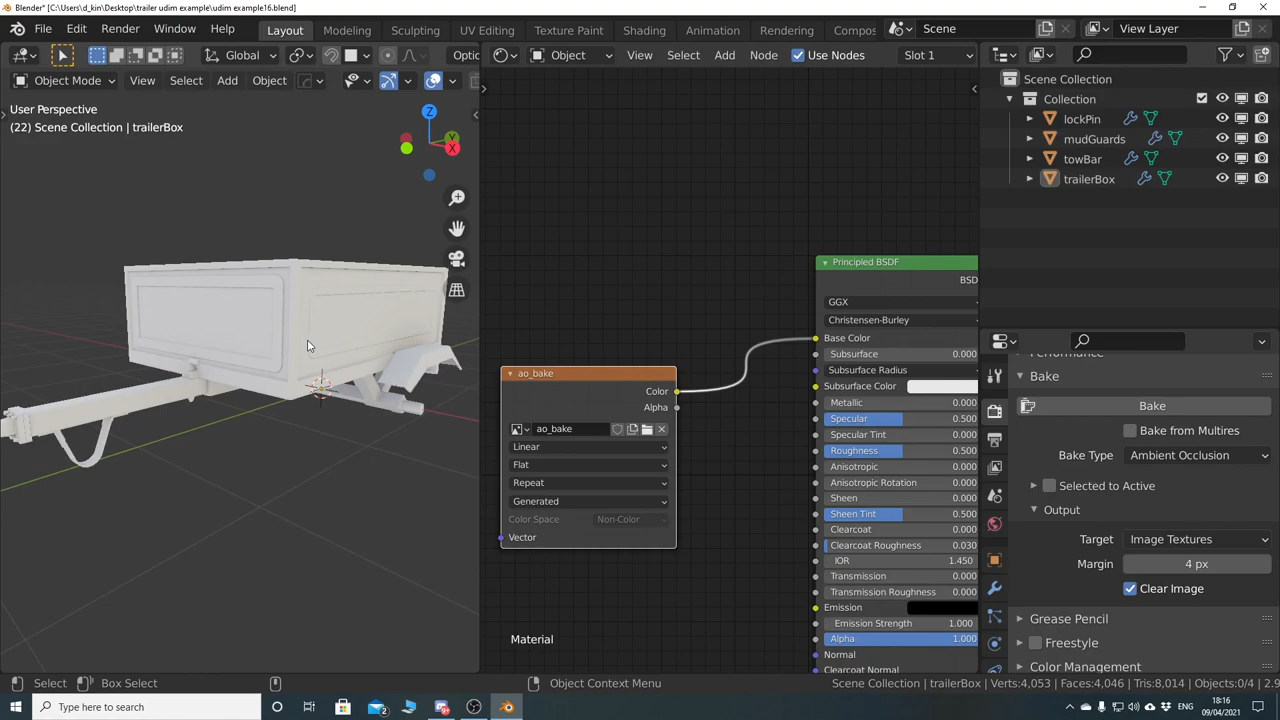 Blender* [C:\Users\d_kin\Desktop\trailer udim example\udim example16.blend]
File Edit Render Window Help Layout Modeling Sculpting UV Editing Texture Paint Shading Animation Rendering Compos Scene View Layer
Global Optic Object View Select Add Node Use Nodes Slot 1
Object Mode View Select Add Object
User Perspective
(22) Scene Collection | trailerBox
Z
Y
X
Scene Collection
Collection
lockPin
mudGuards
towBar
trailerBox
ao_bake
Color
Alpha
ao_bake
Linear
Flat
Repeat
Generated
Color Space Non-Color
Vector
Material
Principled BSDF
BSD
GGX
Christensen-Burley
Base Color
Subsurface 0.000
Subsurface Radius
Subsurface Color
Metallic 0.000
Specular 0.500
Specular Tint 0.000
Roughness 0.500
Anisotropic 0.000
Anisotropic Rotation 0.000
Sheen 0.000
Sheen Tint 0.500
Clearcoat 0.000
Clearcoat Roughness 0.030
IOR 1.450
Transmission 0.000
Transmission Roughness 0.000
Emission
Emission Strength 1.000
Alpha 1.000
Normal
Clearcoat Normal
Performance
Bake
Bake
Bake from Multires
Bake Type Ambient Occlusion
Selected to Active
Output
Target Image Textures
Margin 4 px
Clear Image
Grease Pencil
Freestyle
Color Management
Select Box Select Object Context Menu Scene Collection | trailerBox | Verts:4,053 | Faces:4,046 | Tris:8,014 | Objects:0/4 | 2.9
Type here to search
ENG
18:16
09/04/2021